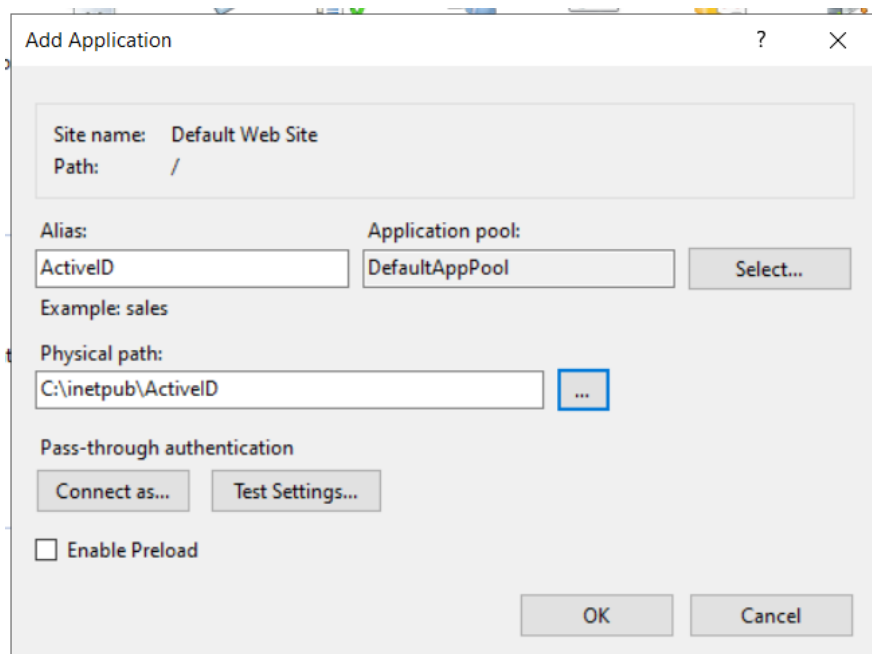 Add Application
?
Site name: Default Web Site
Path: /
Alias: Application pool:
ActiveID DefaultAppPool Select...
Example: sales
Physical path:
C:\inetpub\ActiveID ...
Pass-through authentication
Connect as... Test Settings...
Enable Preload
OK Cancel